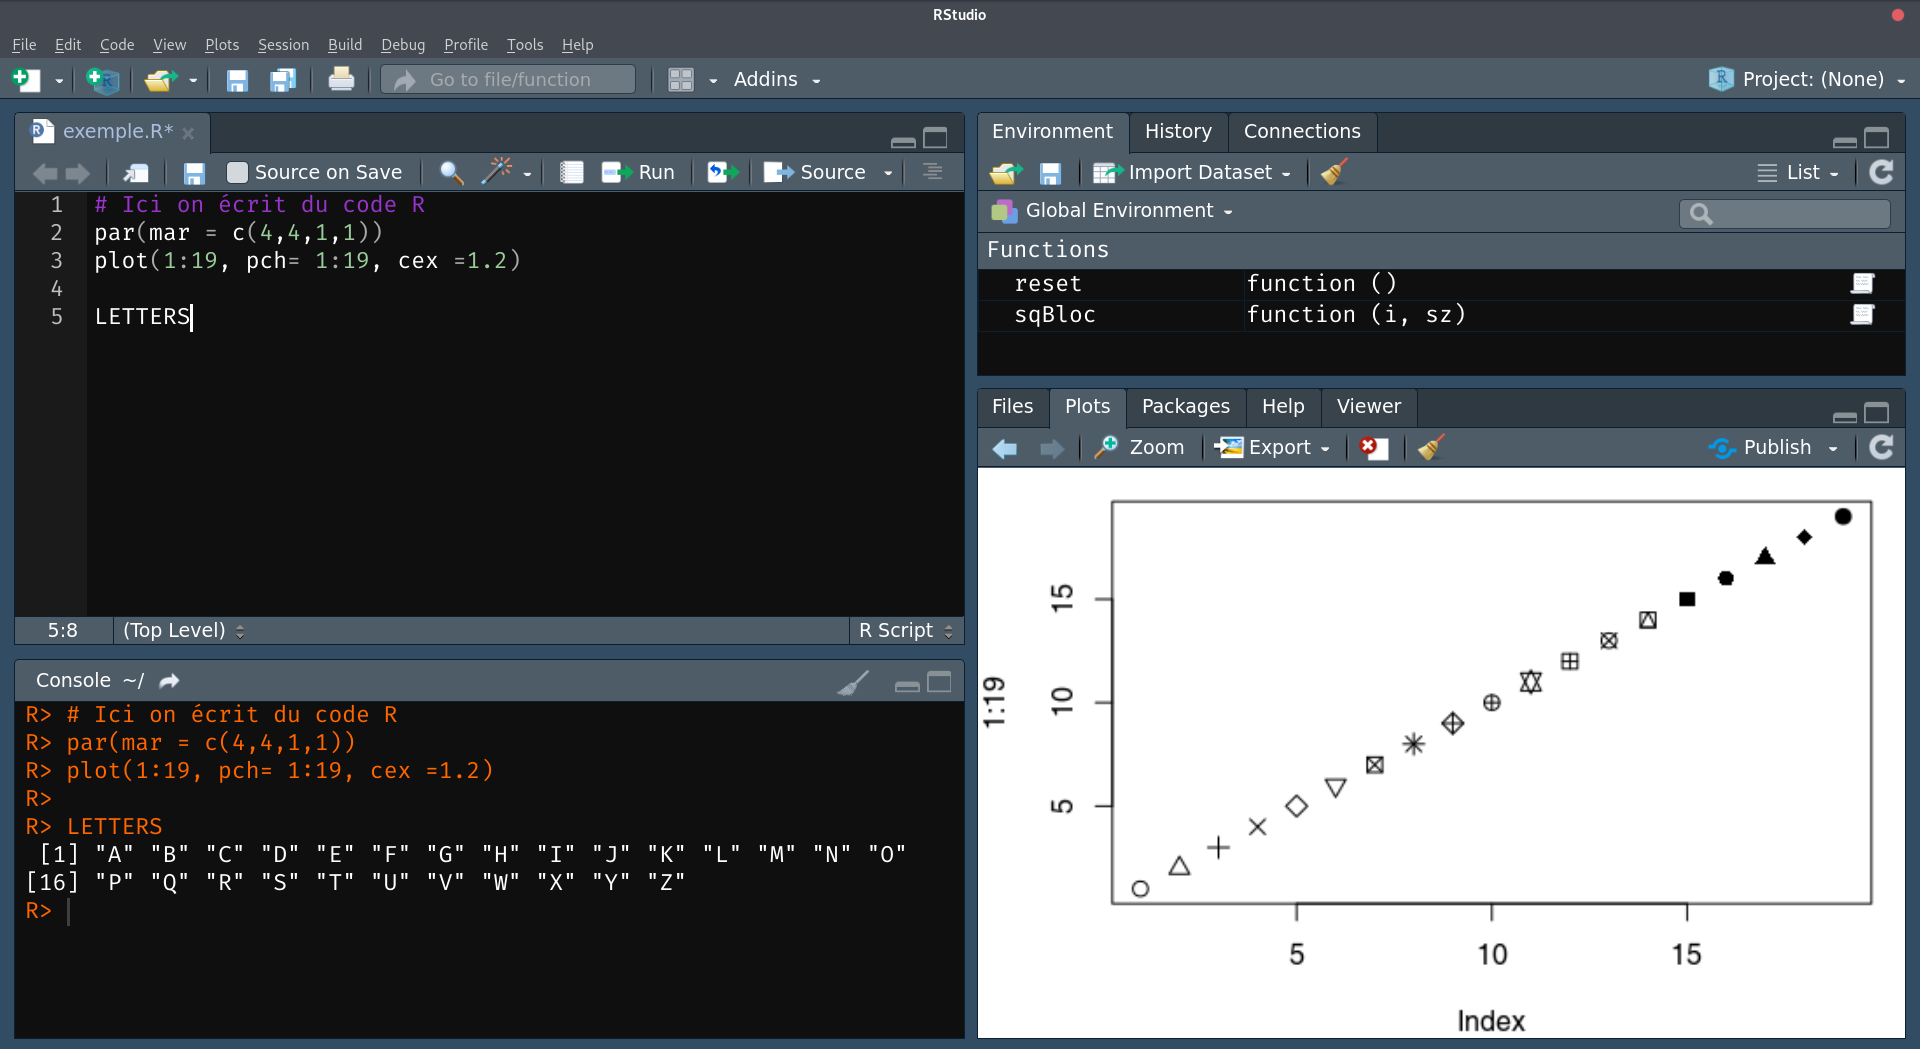 RStudio
File Edit Code View Plots Session Build Debug Profile Tools Help
Go to file/function Addins Project: (None)
exemple.R*
Source on Save Run Source
1 # Ici on écrit du code R
2 par(mar = c(4,4,1,1))
3 plot(1:19, pch= 1:19, cex =1.2)
4
5 LETTERS
5:8 (Top Level) R Script
Console ~/
R> # Ici on écrit du code R
R> par(mar = c(4,4,1,1))
R> plot(1:19, pch= 1:19, cex =1.2)
R>
R> LETTERS
[1] "A" "B" "C" "D" "E" "F" "G" "H" "I" "J" "K" "L" "M" "N" "O"
[16] "P" "Q" "R" "S" "T" "U" "V" "W" "X" "Y" "Z"
R>
Environment History Connections
Import Dataset List
Global Environment
Functions
reset function ()
sqBloc function (i, sz)
Files Plots Packages Help Viewer
Zoom Export Publish
15
10
5
1:19
5 10 15
Index